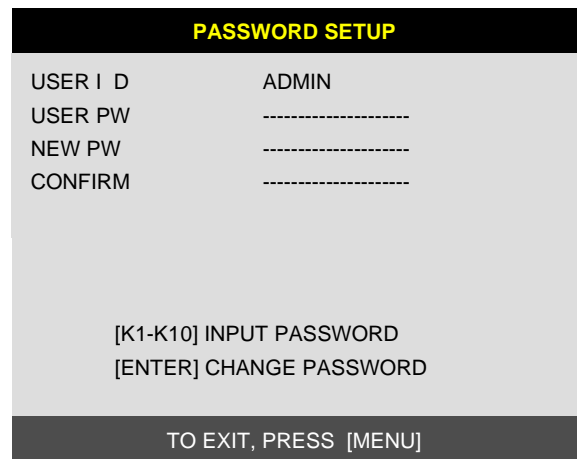 PASSWORD SETUP
USER I D ADMIN
USER PW ---------------------
NEW PW ---------------------
CONFIRM ---------------------
[K1-K10] INPUT PASSWORD
[ENTER] CHANGE PASSWORD
TO EXIT, PRESS [MENU]